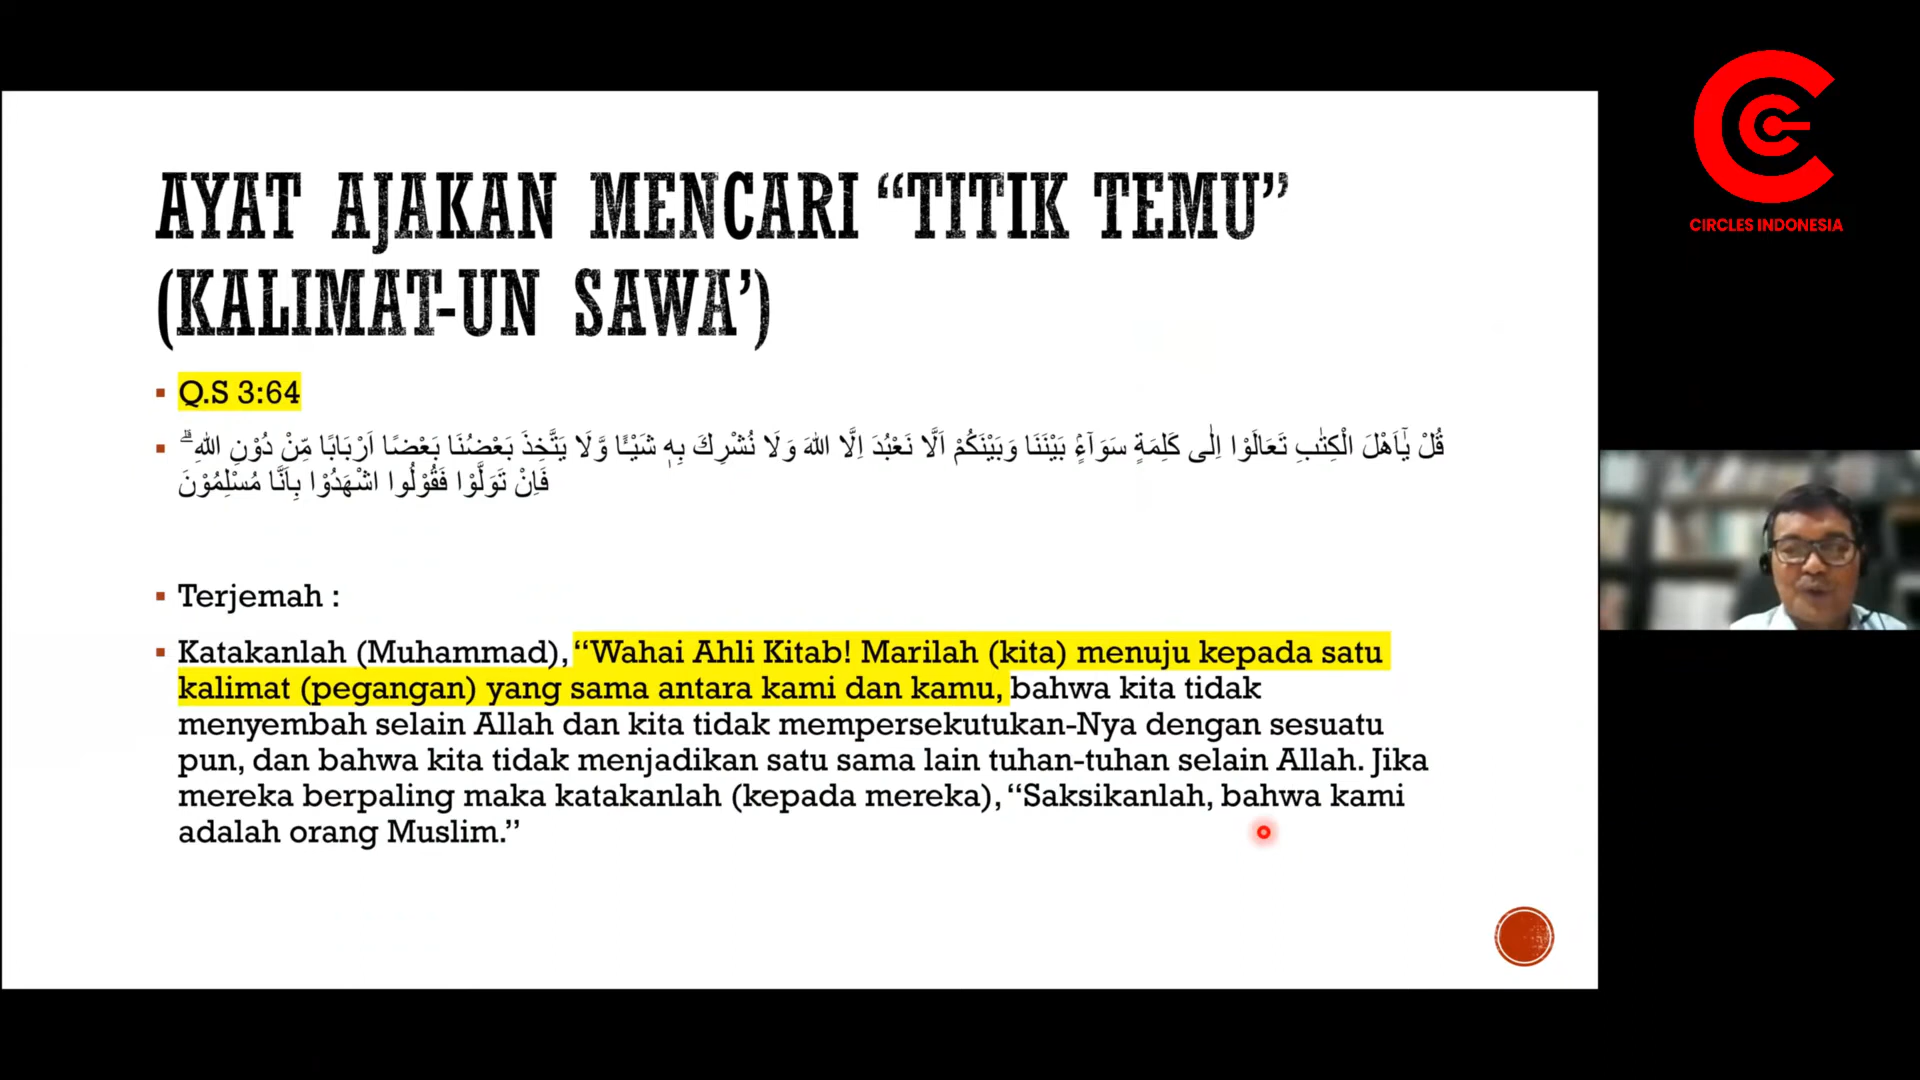 AYAT AJAKAN MENCARI “TITIK TEMU”
(KALIMAT-UN SAWA’)
Q.S 3:64
قُلْ يٰٓاَهْلَ الْكِتٰبِ تَعَالَوْا اِلٰى كَلِمَةٍ سَوَاۤءٍۢ بَيْنَنَا وَبَيْنَكُمْ اَلَّا نَعْبُدَ اِلَّا اللّٰهَ وَلَا نُشْرِكَ بِهٖ شَيْـًٔا وَّلَا يَتَّخِذَ بَعْضُنَا بَعْضًا اَرْبَابًا مِّنْ دُوْنِ اللّٰهِ ۗ
فَاِنْ تَوَلَّوْا فَقُوْلُوا اشْهَدُوْا بِاَنَّا مُسْلِمُوْنَ
Terjemah :
Katakanlah (Muhammad), “Wahai Ahli Kitab! Marilah (kita) menuju kepada satu
kalimat (pegangan) yang sama antara kami dan kamu, bahwa kita tidak
menyembah selain Allah dan kita tidak mempersekutukan-Nya dengan sesuatu
pun, dan bahwa kita tidak menjadikan satu sama lain tuhan-tuhan selain Allah. Jika
mereka berpaling maka katakanlah (kepada mereka), “Saksikanlah, bahwa kami
adalah orang Muslim.”
CIRCLES INDONESIA